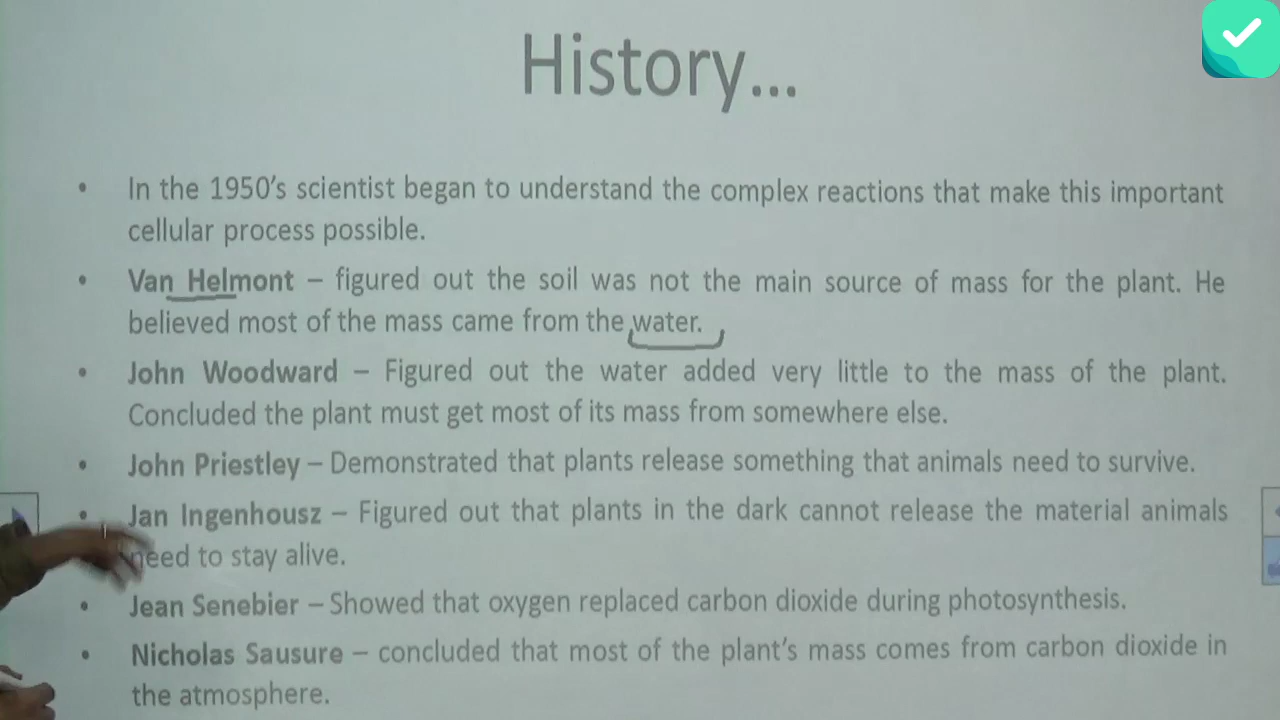 History...
• In the 1950's scientist began to understand the complex reactions that make this important
cellular process possible.
• Van Helmont – figured out the soil was not the main source of mass for the plant. He
believed most of the mass came from the water.
• John Woodward – Figured out the water added very little to the mass of the plant.
Concluded the plant must get most of its mass from somewhere else.
• John Priestley – Demonstrated that plants release something that animals need to survive.
• Jan Ingenhousz – Figured out that plants in the dark cannot release the material animals
need to stay alive.
• Jean Senebier – Showed that oxygen replaced carbon dioxide during photosynthesis.
• Nicholas Sausure – concluded that most of the plant's mass comes from carbon dioxide in
the atmosphere.